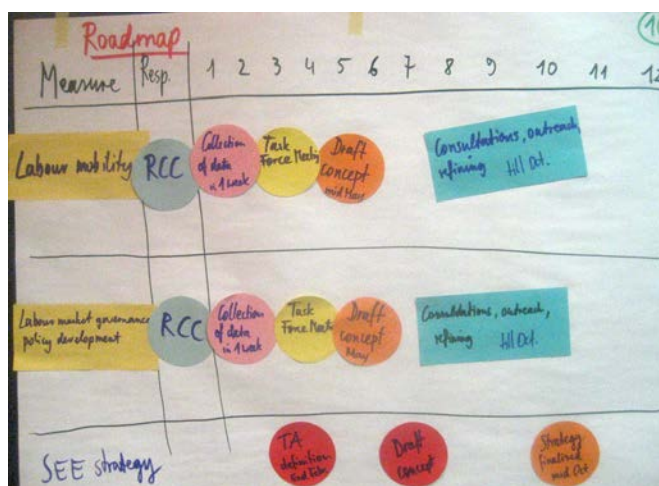 Roadmap
Measure Resp. 1 2 3 4 5 6 7 8 9 10 11 12
Labour mobility
RCC
Collection
of data
in 1 week
Task
Force Meeting
Draft
concept
mid May
Consultations, outreach,
refining till Oct.
Labour market governance
policy development
RCC
Collection
of data
in 1 week
Task
Force Meeting
Draft
concept
May
Consultations, outreach,
refining till Oct.
SEE strategy
TA
definition
End Febr
Draft
concept
Strategy
finalised
mid Oct